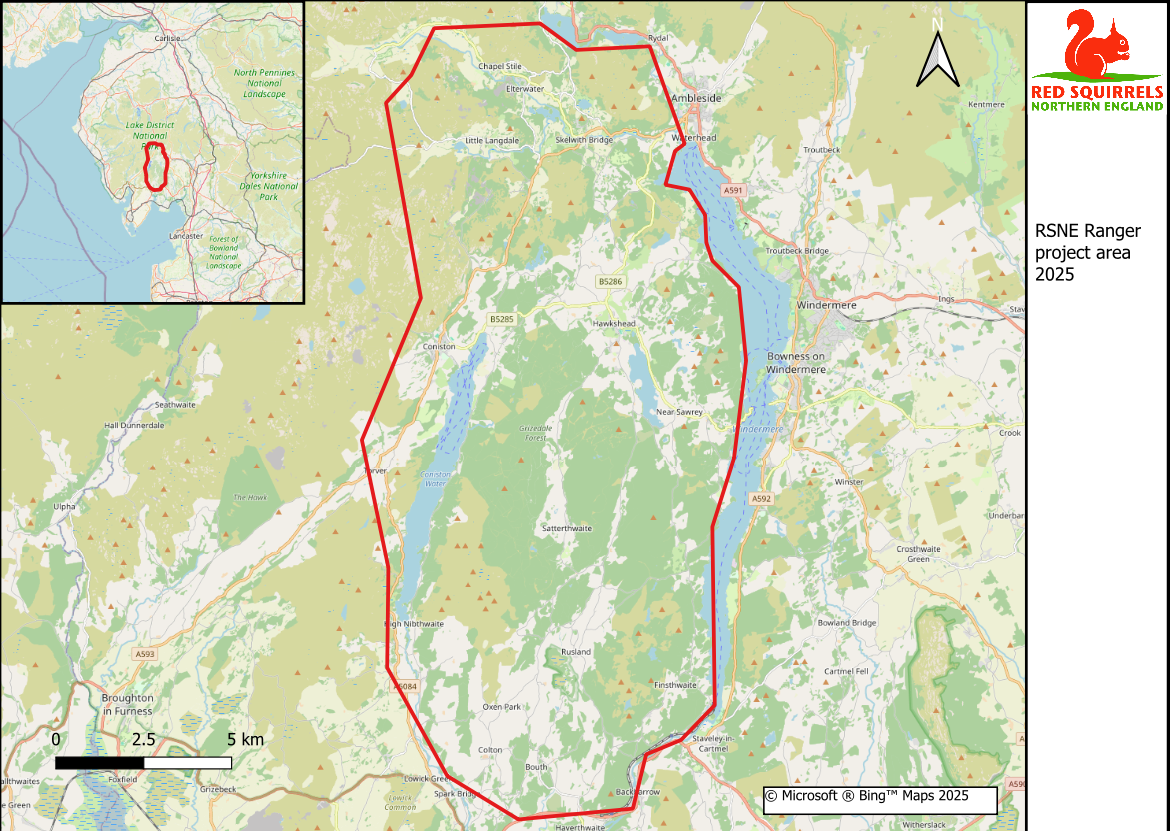 Carlisle
North Pennines
National
Landscape
Lake District
National
Park
Yorkshire
Dales National
Park
Lancaster
Forest of
Bowland
National
Landscape
N
RED SQUIRRELS
NORTHERN ENGLAND
RSNE Ranger
project area
2025
Rydal
Chapel Stile
Elterwater
Ambleside
Kentmere
Little Langdale
Skelwith Bridge
Waterhead
Troutbeck
A591
Troutbeck Bridge
B5286
Windermere
Ings
Stav
B5285
Hawkshead
Coniston
Bowness on
Windermere
Seathwaite
Near Sawrey
Hall Dunnerdale
Grizedale
Forest
Windermere
Crook
Torver
Coniston
Water
Winster
The Hawk
A592
Ulpha
Satterthwaite
Underbar
Crosthwaite
Green
High Nibthwaite
Bowland Bridge
A593
Rusland
Cartmel Fell
A5084
Finsthwaite
Broughton
in Furness
Oxen Park
0 2.5 5 km
Staveley-in-
Cartmel
Colton
Bouth
Foxfield
Lowick Green
allthwaites
Grizebeck
Spark Bridge
Backbarrow
A590
e Green
Lowick
Common
© Microsoft ® Bing™ Maps 2025
Haverthwaite
Witherslack